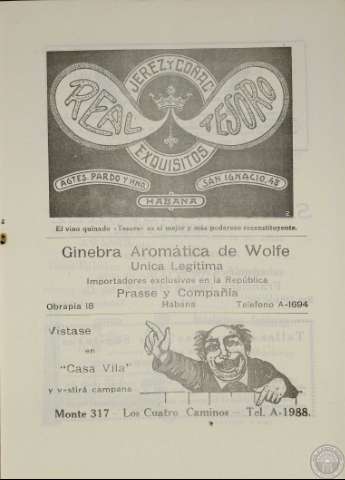 JEREZ Y COÑAC
REAL TESORO
EXQUISITOS
AGTES PARDO Y HNO
SAN IGNACIO, 48
HABANA
El vino quinado «Tesoro» es el mejor y más poderoso reconstituyente.
Ginebra Aromática de Wolfe
Unica Legítima
Importadores exclusivos en la República
Prasse y Compañía
Obrapia 18 Habana Telefono A-1694
Vístase
en
"Casa Vila"
y vestirá campana
Monte 317 - Los Cuatro Caminos - Tel. A-1988.